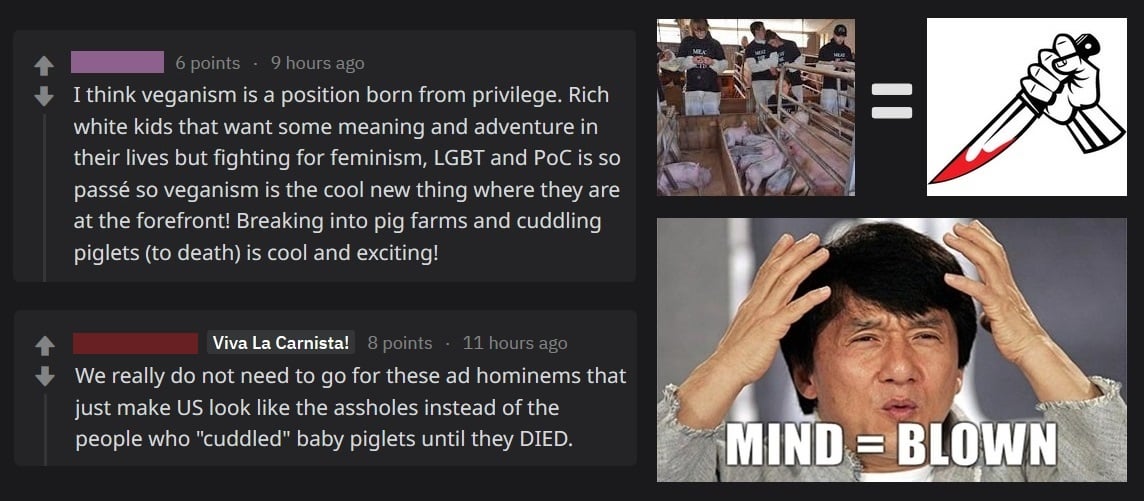 6 points · 9 hours ago
I think veganism is a position born from privilege. Rich
white kids that want some meaning and adventure in
their lives but fighting for feminism, LGBT and PoC is so
passé so veganism is the cool new thing where they are
at the forefront! Breaking into pig farms and cuddling
piglets (to death) is cool and exciting!
Viva La Carnista! 8 points · 11 hours ago
We really do not need to go for these ad hominems that
just make US look like the assholes instead of the
people who "cuddled" baby piglets until they DIED.
=
MIND = BLOWN